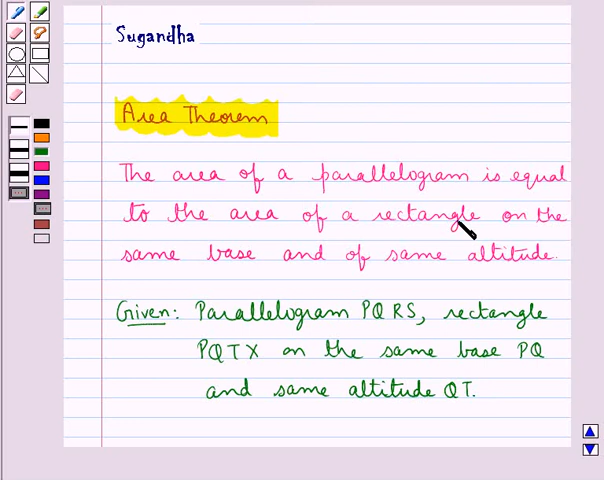 Sugandha
Area Theorem
The area of a parallelogram is equal
to the area of a rectangle on the
same base and of same altitude.
Given: Parallelogram PQRS, rectangle
PQTX on the same base PQ
and same altitude QT.